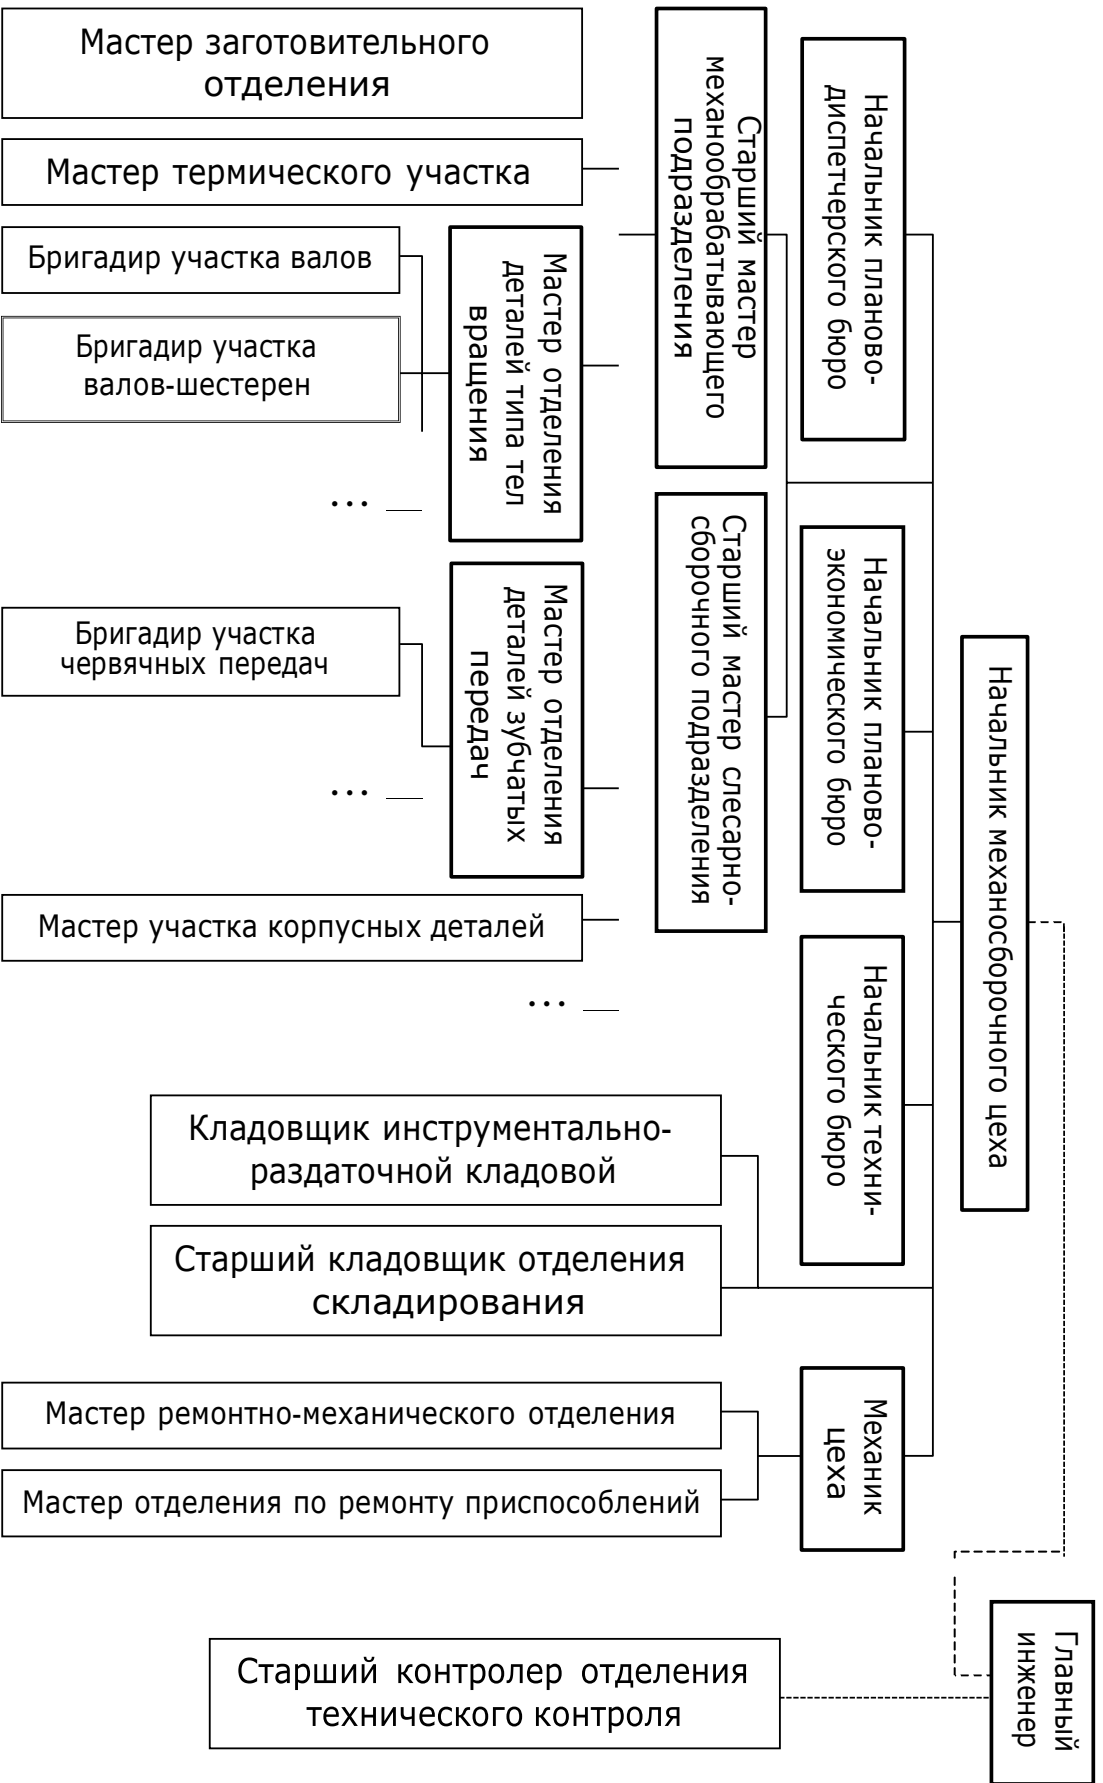 Мастер заготовительного
отделения
Мастер термического участка
Бригадир участка валов
Бригадир участка
валов-шестерен
... __
Бригадир участка
червячных передач
... __
Мастер участка корпусных деталей
... __
Мастер отделения
деталей типа тел
вращения
Мастер отделения
деталей зубчатых
передач
Старший мастер
механообрабатывающего
подразделения
Старший мастер слесарно-
сборочного подразделения
Начальник планово-
диспетчерского бюро
Начальник планово-
экономического бюро
Начальник техни-
ческого бюро
Начальник механосборочного цеха
Кладовщик инструментально-
раздаточной кладовой
Старший кладовщик отделения
складирования
Мастер ремонтно-механического отделения
Мастер отделения по ремонту приспособлений
Механик
цеха
Главный
инженер
Старший контролер отделения
технического контроля